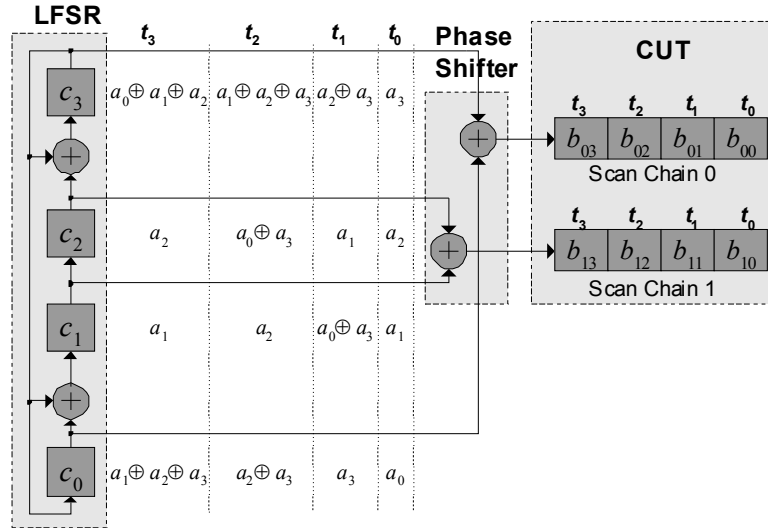 LFSR
t3 t2 t1 t0
Phase Shifter
CUT
c3
a0 ⊕ a1 ⊕ a2
a1 ⊕ a2 ⊕ a3
a2 ⊕ a3
a3
t3 t2 t1 t0
b03 b02 b01 b00
Scan Chain 0
c2
a2
a0 ⊕ a3
a1
a2
t3 t2 t1 t0
b13 b12 b11 b10
Scan Chain 1
c1
a1
a2
a0 ⊕ a3
a1
c0
a1 ⊕ a2 ⊕ a3
a2 ⊕ a3
a3
a0